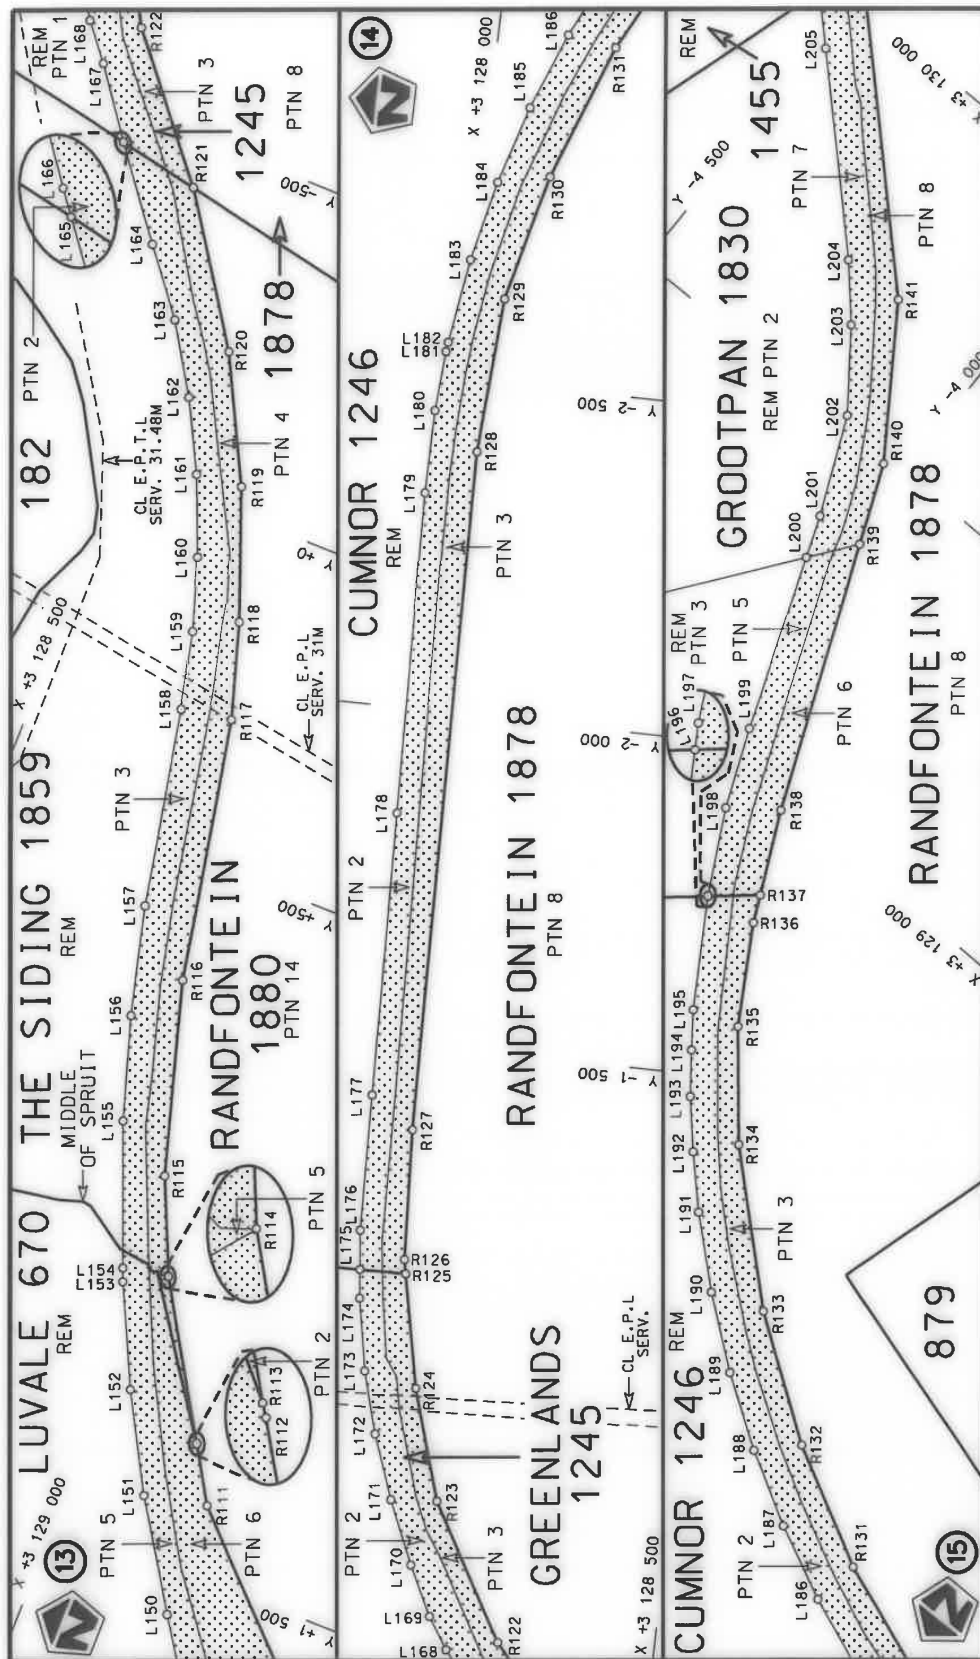 13
X +3 129 000
LUVALE 670
REM
THE SIDING 1859
REM
MIDDLE
OF SPRUIT
X +3 128 500
182
PTN 2
CL E.P.T.L
SERV. 31.48M
REM
PTN 1
L150
L151
L152
L153
L154
L155
L156
L157
L158
L159
L160
L161
L162
L163
L164
L165
L166
L167
L168
PTN 5
PTN 6
PTN 3
PTN 4
PTN 3
1245
PTN 8
1878
R111
R112
R113
PTN 2
R114
PTN 5
R115
R116
R117
R118
R119
R120
R121
R122
RANDFONTEIN
1880
PTN 14
CL E.P.L
SERV. 31M
Y +1 500
Y +500
Y +0
Y -500
14
CUMNOR 1246
REM
X +3 128 000
L168
L169
L170
L171
L172
L173
L174
L175
L176
L177
L178
L179
L180
L181
L182
L183
L184
L185
L186
PTN 2
PTN 3
PTN 2
PTN 3
R122
R123
R124
R125
R126
R127
R128
R129
R130
R131
GREENLANDS
1245
CL E.P.L
SERV.
RANDFONTEIN 1878
PTN 8
X +3 128 500
Y -1 500
Y -2 000
Y -2 500
15
CUMNOR 1246
REM
L186
L187
L188
L189
L190
L191
L192
L193
L194
L195
L196
L197
L198
L199
L200
L201
L202
L203
L204
L205
PTN 2
PTN 3
REM
PTN 3
PTN 5
PTN 6
GROOTPAN 1830
REM PTN 2
PTN 7
PTN 8
1455
REM
R131
R132
R133
R134
R135
R136
R137
R138
R139
R140
R141
879
RANDFONTEIN 1878
PTN 8
X +3 129 000
Y -4 000
Y -4 500
X +3 130 000